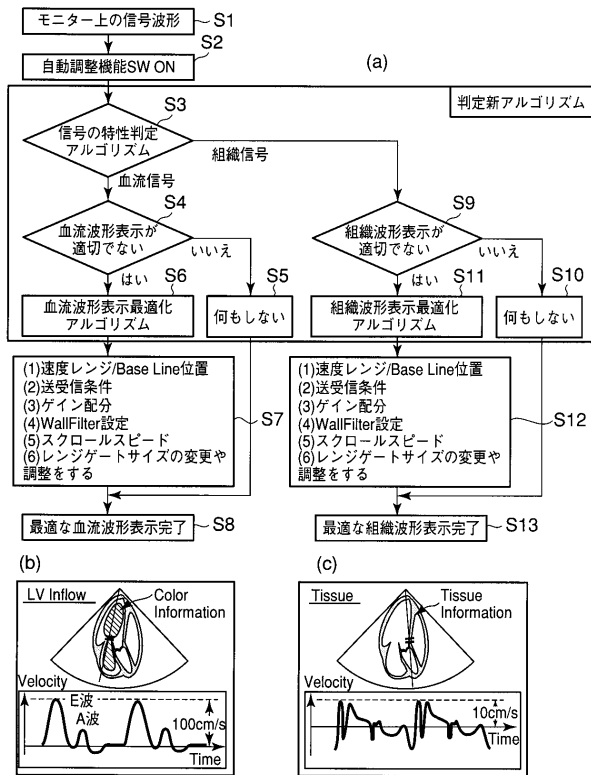 モニター上の信号波形
S1
S2
自動調整機能SW ON
(a)
判定新アルゴリズム
S3
信号の特性判定
アルゴリズム
組織信号
血流信号
S4
血流波形表示が
適切でない
いいえ
はい
S9
組織波形表示が
適切でない
いいえ
はい
S6
血流波形表示最適化
アルゴリズム
S5
何もしない
S11
組織波形表示最適化
アルゴリズム
S10
何もしない
(1)速度レンジ/Base Line位置
(2)送受信条件
(3)ゲイン配分
(4)WallFilter設定
(5)スクロールスピード
(6)レンジゲートサイズの変更や
調整をする
S7
(1)速度レンジ/Base Line位置
(2)送受信条件
(3)ゲイン配分
(4)WallFilter設定
(5)スクロールスピード
(6)レンジゲートサイズの変更や
調整をする
S12
最適な血流波形表示完了
S8
最適な組織波形表示完了
S13
(b)
LV Inflow
Color
Information
Velocity
E波
A波
100cm/s
Time
(c)
Tissue
Tissue
Information
Velocity
10cm/s
Time